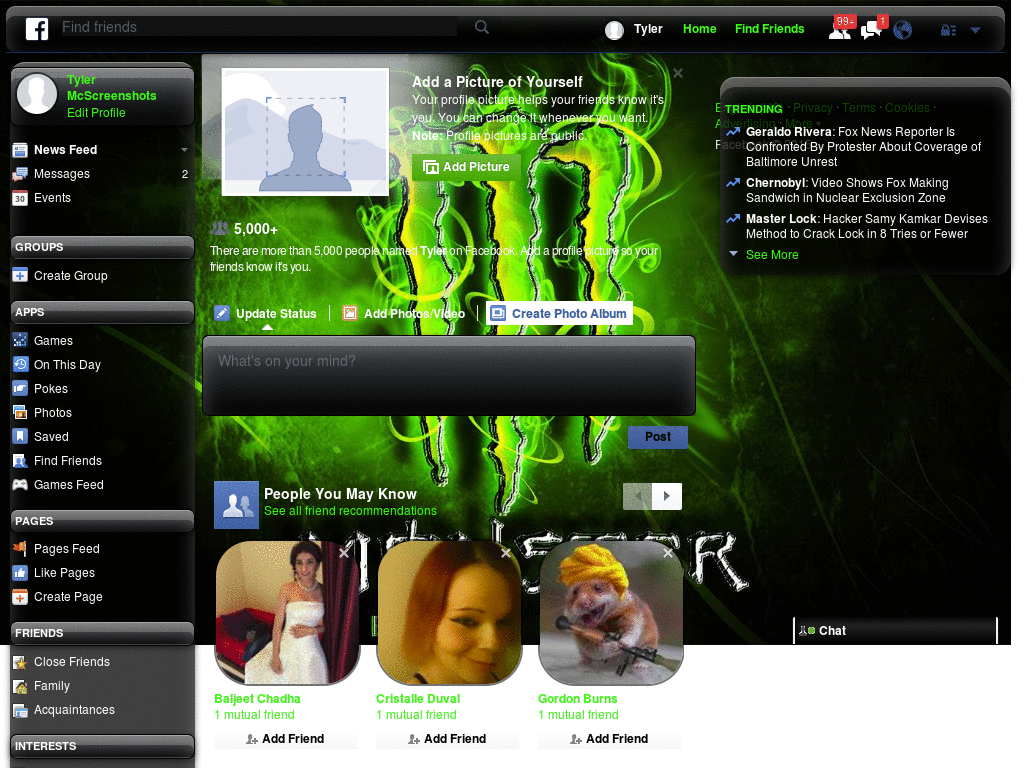 Find friends
Tyler
Home
Find Friends
99+
1
Tyler
McScreenshots
Edit Profile
News Feed
Messages
2
Events
30
GROUPS
Create Group
APPS
Games
On This Day
Pokes
Photos
Saved
Find Friends
Games Feed
PAGES
Pages Feed
Like Pages
Create Page
FRIENDS
Close Friends
Family
Acquaintances
INTERESTS
Add a Picture of Yourself
Your profile picture helps your friends know it's
you. You can change it whenever you want.
Note: Profile pictures are public.
Add Picture
5,000+
There are more than 5,000 people named Tyler on Facebook. Add a profile picture so your
friends know it's you.
Update Status
Add Photos/Video
Create Photo Album
What's on your mind?
Post
People You May Know
See all friend recommendations
MONSTER
Baljeet Chadha
1 mutual friend
Add Friend
Cristalle Duval
1 mutual friend
Add Friend
Gordon Burns
1 mutual friend
Add Friend
· Privacy · Terms · Cookies ·
Advertising · More
TRENDING
Geraldo Rivera: Fox News Reporter Is
Confronted By Protester About Coverage of
Baltimore Unrest
Chernobyl: Video Shows Fox Making
Sandwich in Nuclear Exclusion Zone
Master Lock: Hacker Samy Kamkar Devises
Method to Crack Lock in 8 Tries or Fewer
See More
Chat